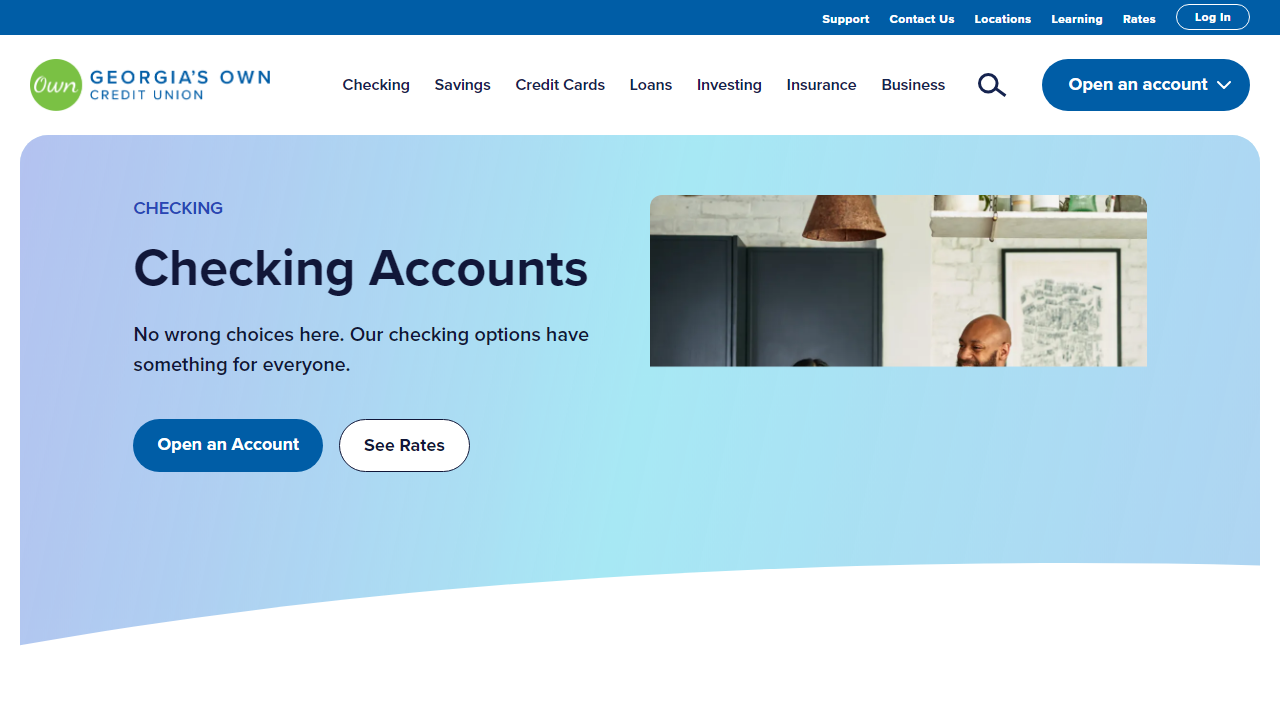 Support Contact Us Locations Learning Rates Log In
Own GEORGIA'S OWN
CREDIT UNION
Checking Savings Credit Cards Loans Investing Insurance Business Open an account
CHECKING
Checking Accounts
No wrong choices here. Our checking options have
something for everyone.
Open an Account See Rates